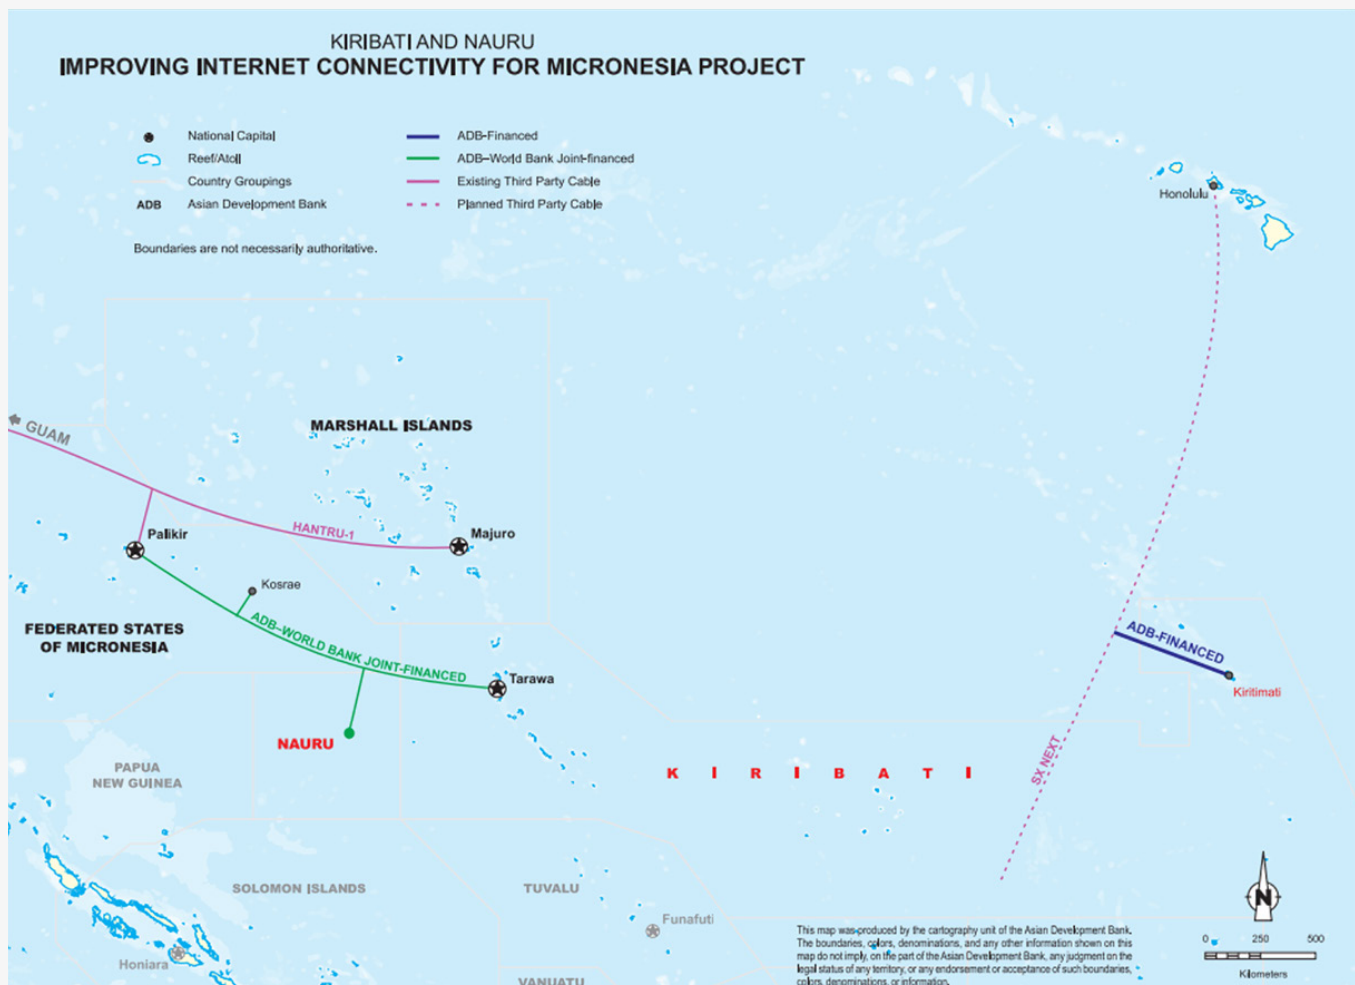 KIRIBATI AND NAURU
IMPROVING INTERNET CONNECTIVITY FOR MICRONESIA PROJECT
National Capital
Reef/Atoll
Country Groupings
ADB Asian Development Bank
ADB-Financed
ADB–World Bank Joint-financed
Existing Third Party Cable
Planned Third Party Cable
Boundaries are not necessarily authoritative.
Honolulu
GUAM
MARSHALL ISLANDS
HANTRU-1
Palikir
Majuro
Kosrae
FEDERATED STATES
OF MICRONESIA
ADB–WORLD BANK JOINT-FINANCED
Tarawa
ADB-FINANCED
Kiritimati
NAURU
SX NEXT
PAPUA
NEW GUINEA
K I R I B A T I
SOLOMON ISLANDS
TUVALU
Funafuti
Honiara
VANUATU
This map was produced by the cartography unit of the Asian Development Bank.
The boundaries, colors, denominations, and any other information shown on this
map do not imply, on the part of the Asian Development Bank, any judgment on the
legal status of any territory, or any endorsement or acceptance of such boundaries,
colors, denominations, or information.
N
0 250 500
Kilometers